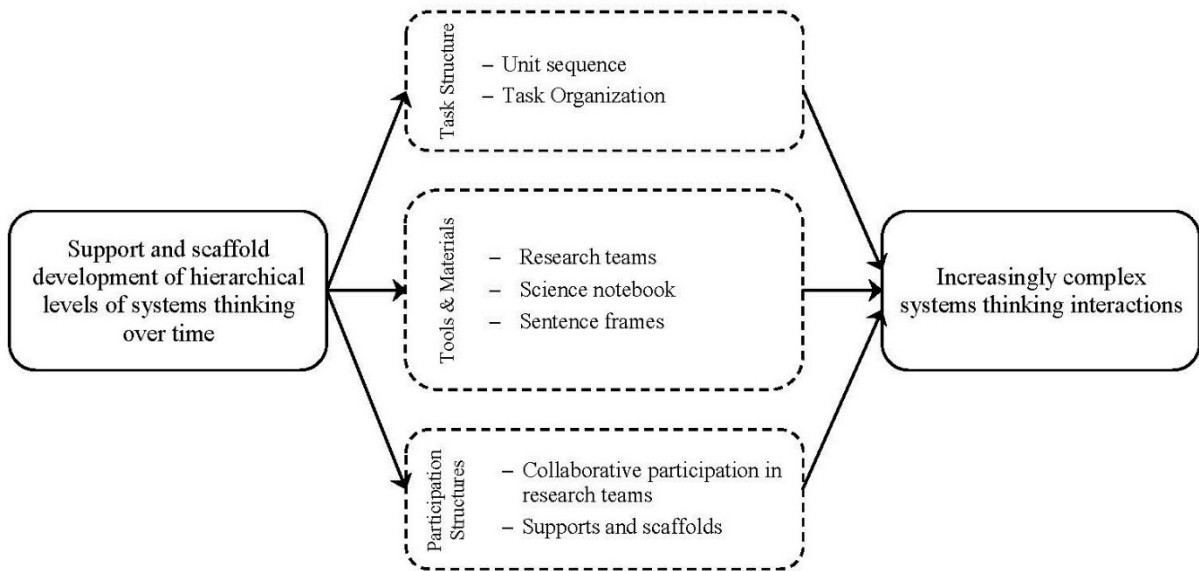 Support and scaffold
development of hierarchical
levels of systems thinking
over time
Task Structure
– Unit sequence
– Task Organization
Tools & Materials
– Research teams
– Science notebook
– Sentence frames
Participation
Structures
– Collaborative participation in
research teams
– Supports and scaffolds
Increasingly complex
systems thinking interactions